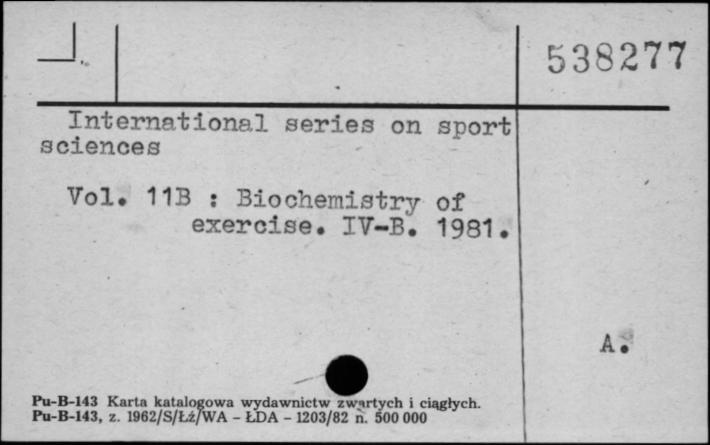 538277
International series on sport
sciences
Vol. 11B : Biochemistry of
exercise. IV-B. 1981.
A.
Pu-B-143 Karta katalogowa wydawnictw zwartych i ciągłych.
Pu-B-143, z. 1962/S/Łź/WA - ŁDA - 1203/82 n. 500 000